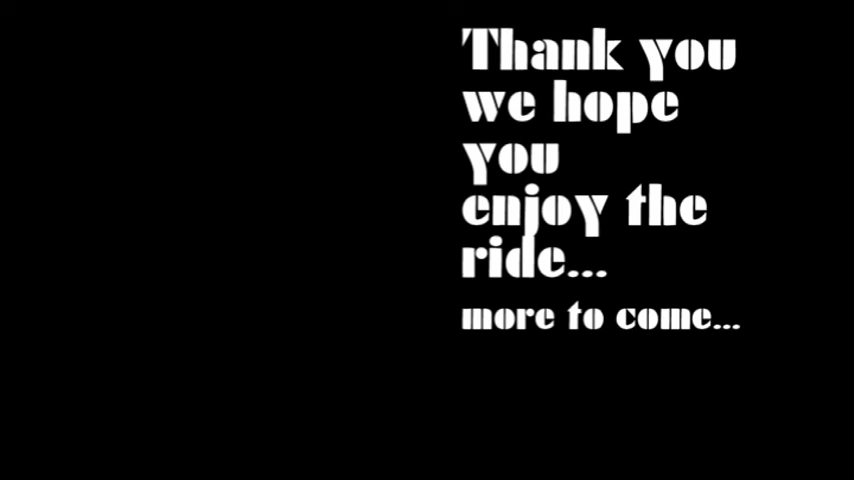 Thank you
we hope
you
enjoy the
ride...
more to come...